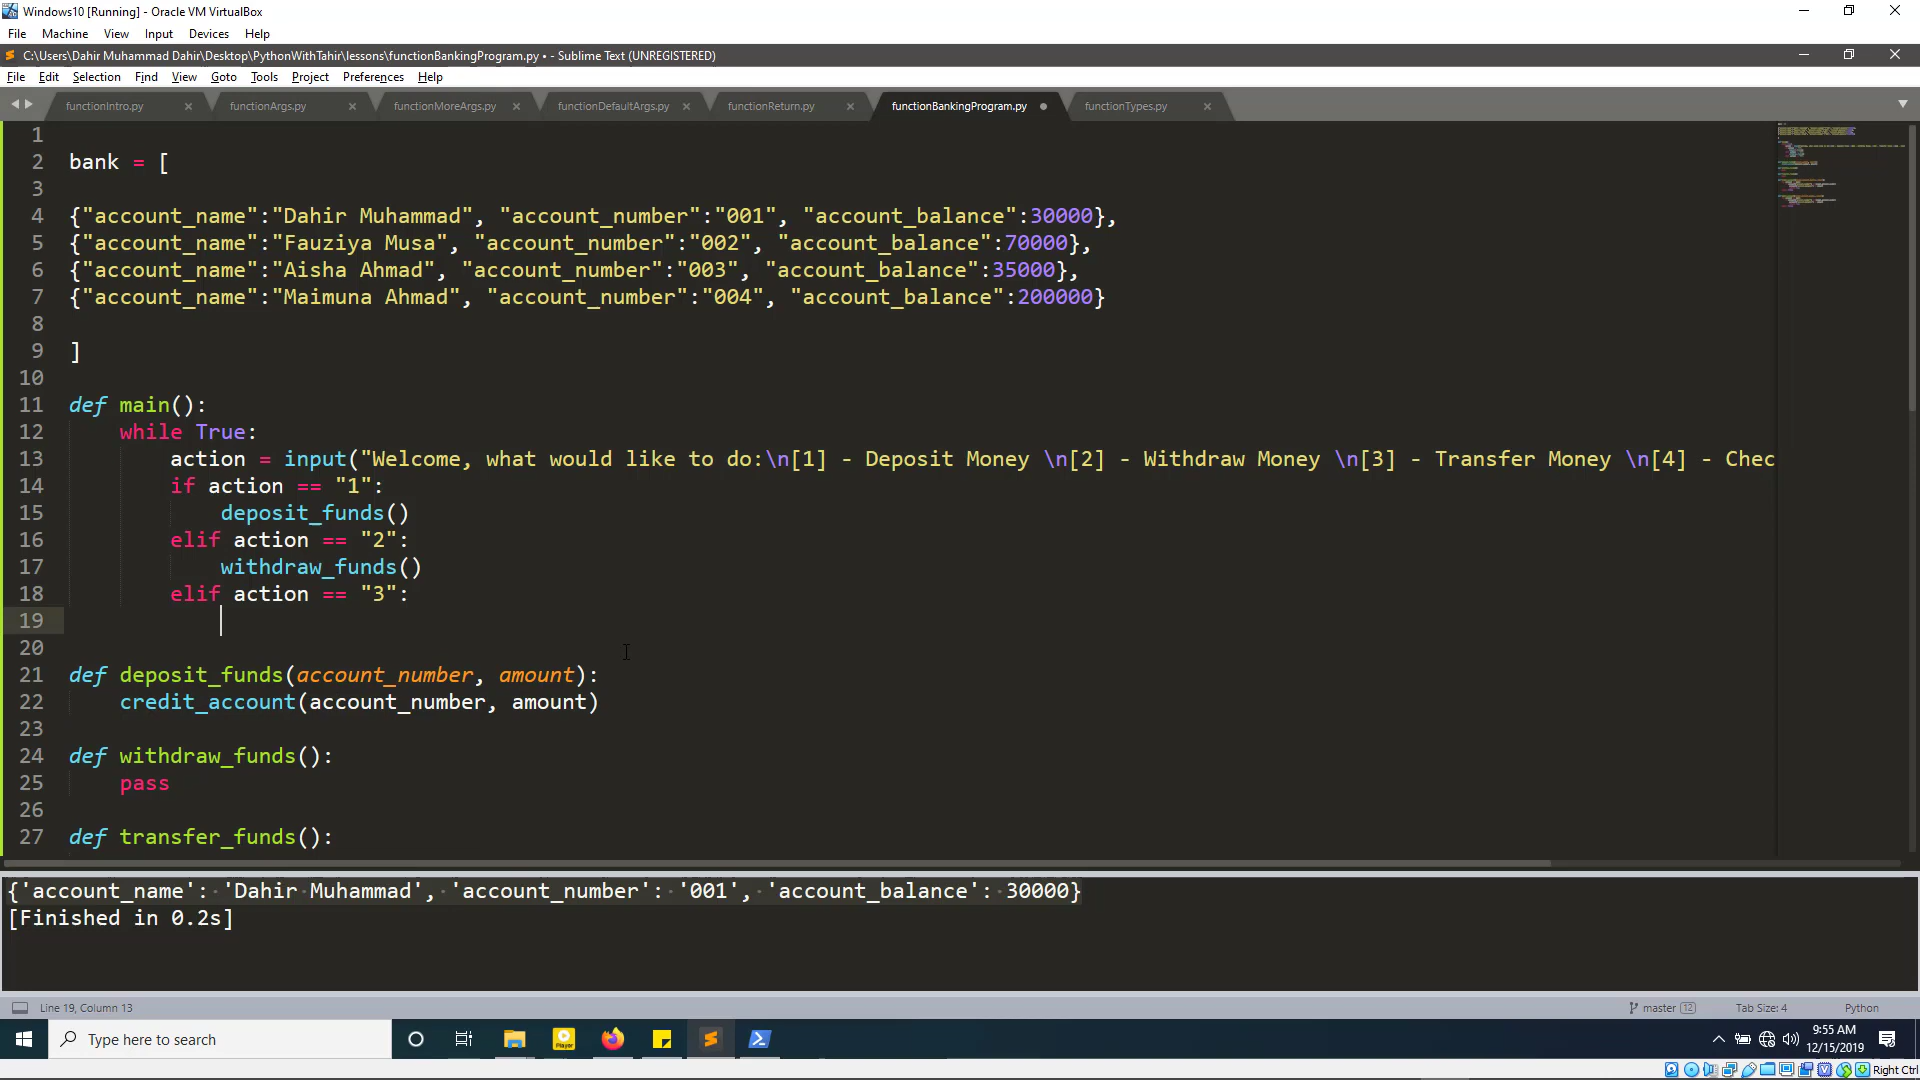 Windows10 [Running] - Oracle VM VirtualBox
File Machine View Input Devices Help
C:\Users\Dahir Muhammad Dahir\Desktop\PythonWithTahir\lessons\functionBankingProgram.py • - Sublime Text (UNREGISTERED)
File Edit Selection Find View Goto Tools Project Preferences Help
functionIntro.py functionArgs.py functionMoreArgs.py functionDefaultArgs.py functionReturn.py functionBankingProgram.py functionTypes.py
1
2 bank = [
3
4 {"account_name":"Dahir Muhammad", "account_number":"001", "account_balance":30000},
5 {"account_name":"Fauziya Musa", "account_number":"002", "account_balance":70000},
6 {"account_name":"Aisha Ahmad", "account_number":"003", "account_balance":35000},
7 {"account_name":"Maimuna Ahmad", "account_number":"004", "account_balance":200000}
8
9 ]
10
11 def main():
12 while True:
13 action = input("Welcome, what would like to do:\n[1] - Deposit Money \n[2] - Withdraw Money \n[3] - Transfer Money \n[4] - Chec
14 if action == "1":
15 deposit_funds()
16 elif action == "2":
17 withdraw_funds()
18 elif action == "3":
19
20
21 def deposit_funds(account_number, amount):
22 credit_account(account_number, amount)
23
24 def withdraw_funds():
25 pass
26
27 def transfer_funds():
{'account_name': 'Dahir Muhammad', 'account_number': '001', 'account_balance': 30000}
[Finished in 0.2s]
Line 19, Column 13 master 12 Tab Size: 4 Python
Type here to search
9:55 AM
12/15/2019
Right Ctrl